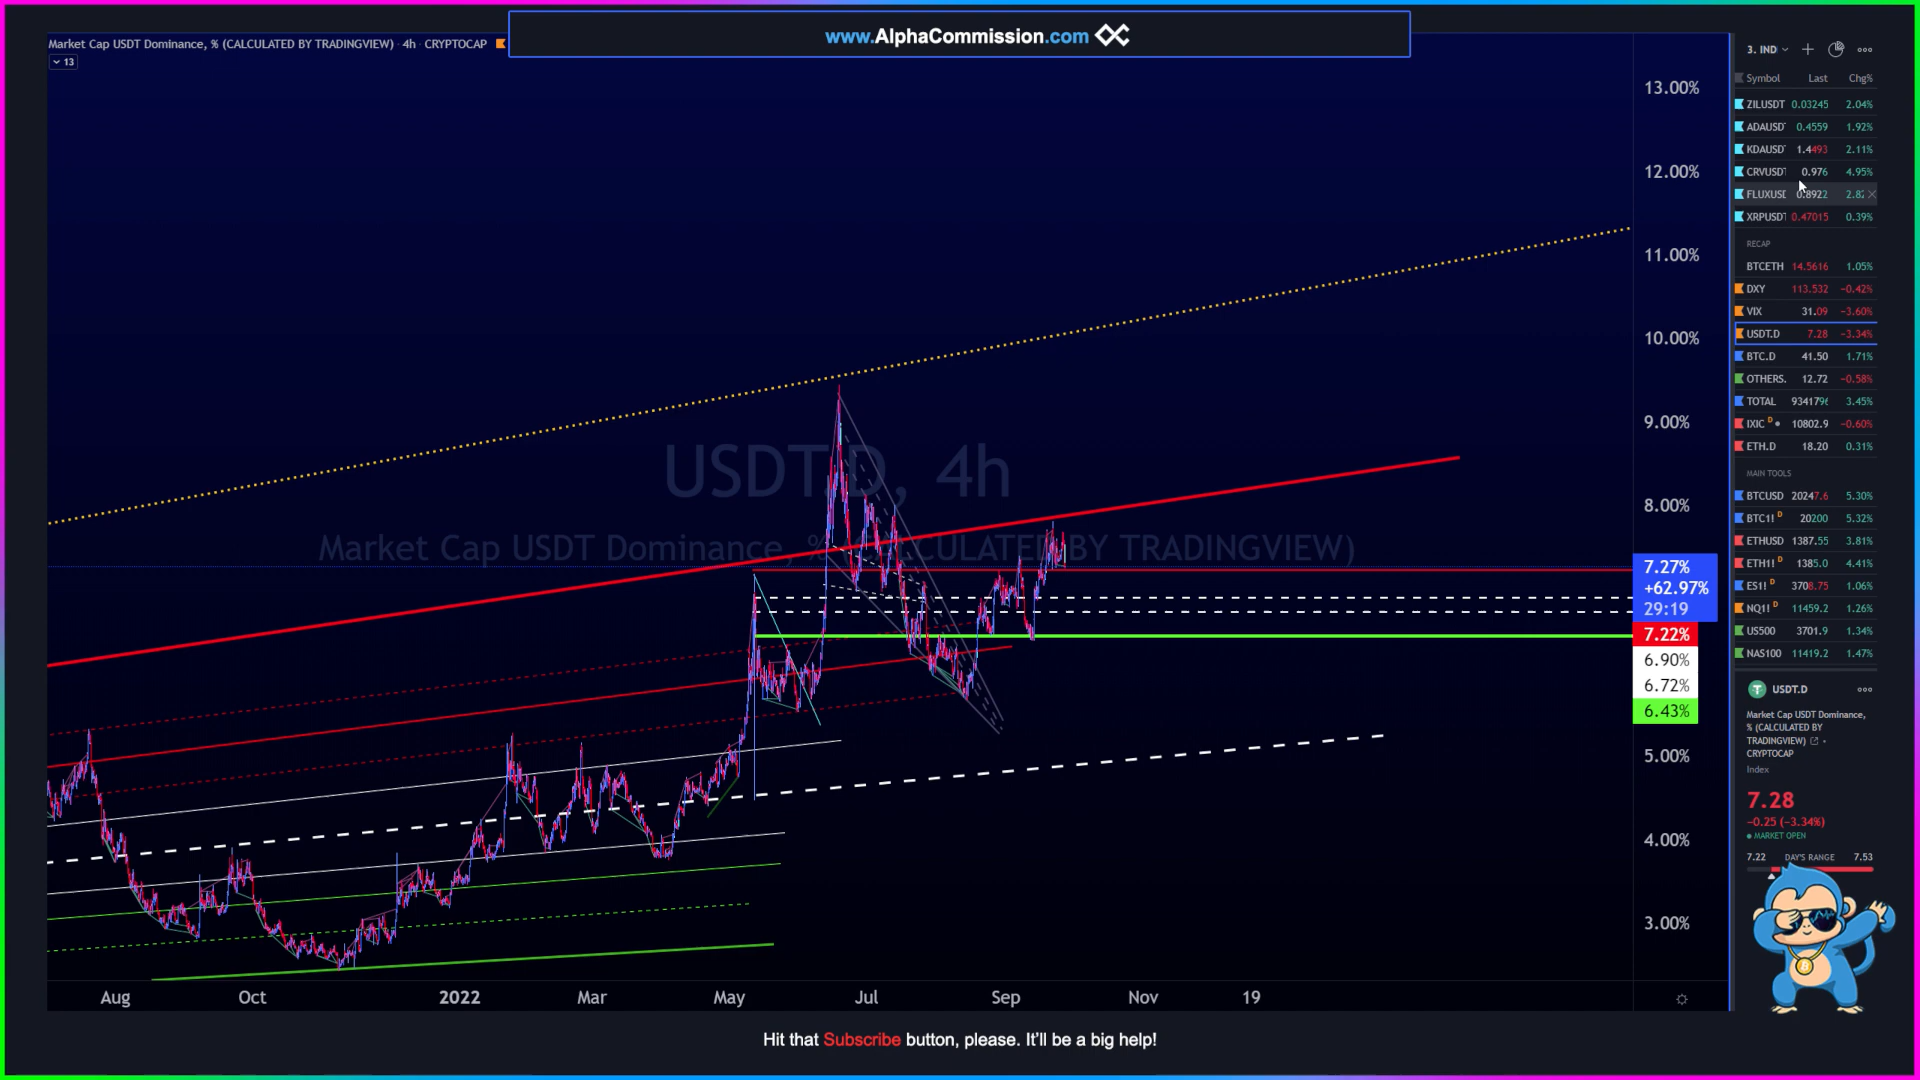 www.AlphaCommission.com
Market Cap USDT Dominance, % (CALCULATED BY TRADINGVIEW) · 4h · CRYPTOCAP
13
USDT.D, 4h
Market Cap USDT Dominance, % (CALCULATED BY TRADINGVIEW)
13.00%
12.00%
11.00%
10.00%
9.00%
8.00%
7.27%
+62.97%
29:19
7.22%
6.90%
6.72%
6.43%
5.00%
4.00%
3.00%
Aug Oct 2022 Mar May Jul Sep Nov 19
3. IND
Symbol Last Chg%
ZILUSDT 0.03245 2.04%
ADAUSD 0.4559 1.92%
KDAUSD 1.4493 2.11%
CRVUSDT 0.976 4.95%
FLUXUSD 0.8922 2.82
XRPUSDT 0.47015 0.39%
RECAP
BTCETH 14.5616 1.05%
DXY 113.532 −0.42%
VIX 31.09 −3.60%
USDT.D 7.28 −3.34%
BTC.D 41.50 1.71%
OTHERS. 12.72 −0.58%
TOTAL 934179 3.45%
IXIC D 10802.9 −0.60%
ETH.D 18.20 0.31%
MAIN TOOLS
BTCUSD 20247.6 5.30%
BTC1! D 20200 5.32%
ETHUSD 1387.55 3.81%
ETH1! D 1385.0 4.41%
ES1! D 3708.75 1.06%
NQ1! D 11459.2 1.26%
US500 3701.9 1.34%
NAS100 11419.2 1.47%
USDT.D
Market Cap USDT Dominance,
% (CALCULATED BY
TRADINGVIEW) •
CRYPTOCAP
Index
7.28
−0.25 (−3.34%)
MARKET OPEN
7.22 DAY'S RANGE 7.53
Hit that Subscribe button, please. It'll be a big help!